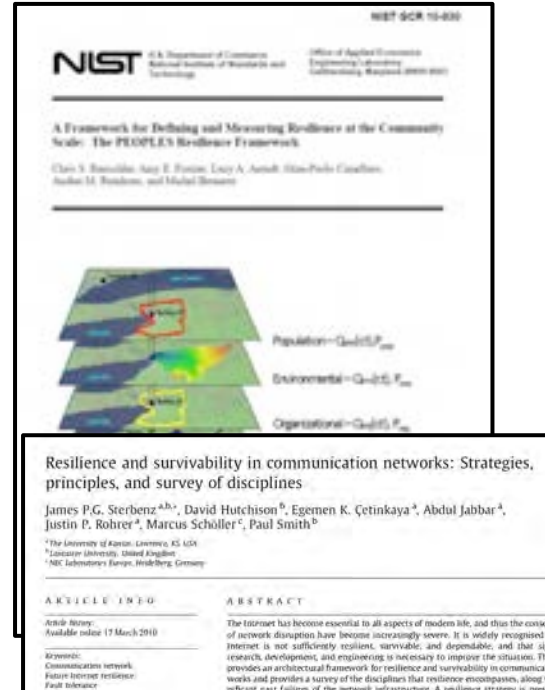 NIST GCR 10-930
NIST
U.S. Department of Commerce
National Institute of Standards and
Technology
Office of Applied Economics
Engineering Laboratory
Gaithersburg, Maryland
A Framework for Defining and Measuring Resilience at the Community
Scale: The PEOPLES Resilience Framework
Population
Environmental
Organizational
Resilience and survivability in communication networks: Strategies,
principles, and survey of disciplines
James P.G. Sterbenz a,b,*, David Hutchison b, Egemen K. Çetinkaya a, Abdul Jabbar a,
Justin P. Rohrer a, Marcus Schöller c, Paul Smith b
a The University of Kansas, Lawrence, KS, USA
b Lancaster University, United Kingdom
c NEC Laboratories Europe, Heidelberg, Germany
ARTICLE INFO
ABSTRACT
Article history:
Available online 17 March 2010
Keywords:
Communication network
Future Internet resilience
Fault tolerance
The Internet has become essential to all aspects of modern life, and thus the conse
of network disruption have become increasingly severe. It is widely recognised
Internet is not sufficiently resilient, survivable, and dependable, and that sig
research, development, and engineering is necessary to improve the situation. Th
provides an architectural framework for resilience and survivability in communica
works and provides a survey of the disciplines that resilience encompasses, along
nificant past failures of the network infrastructure. A resilience strategy is